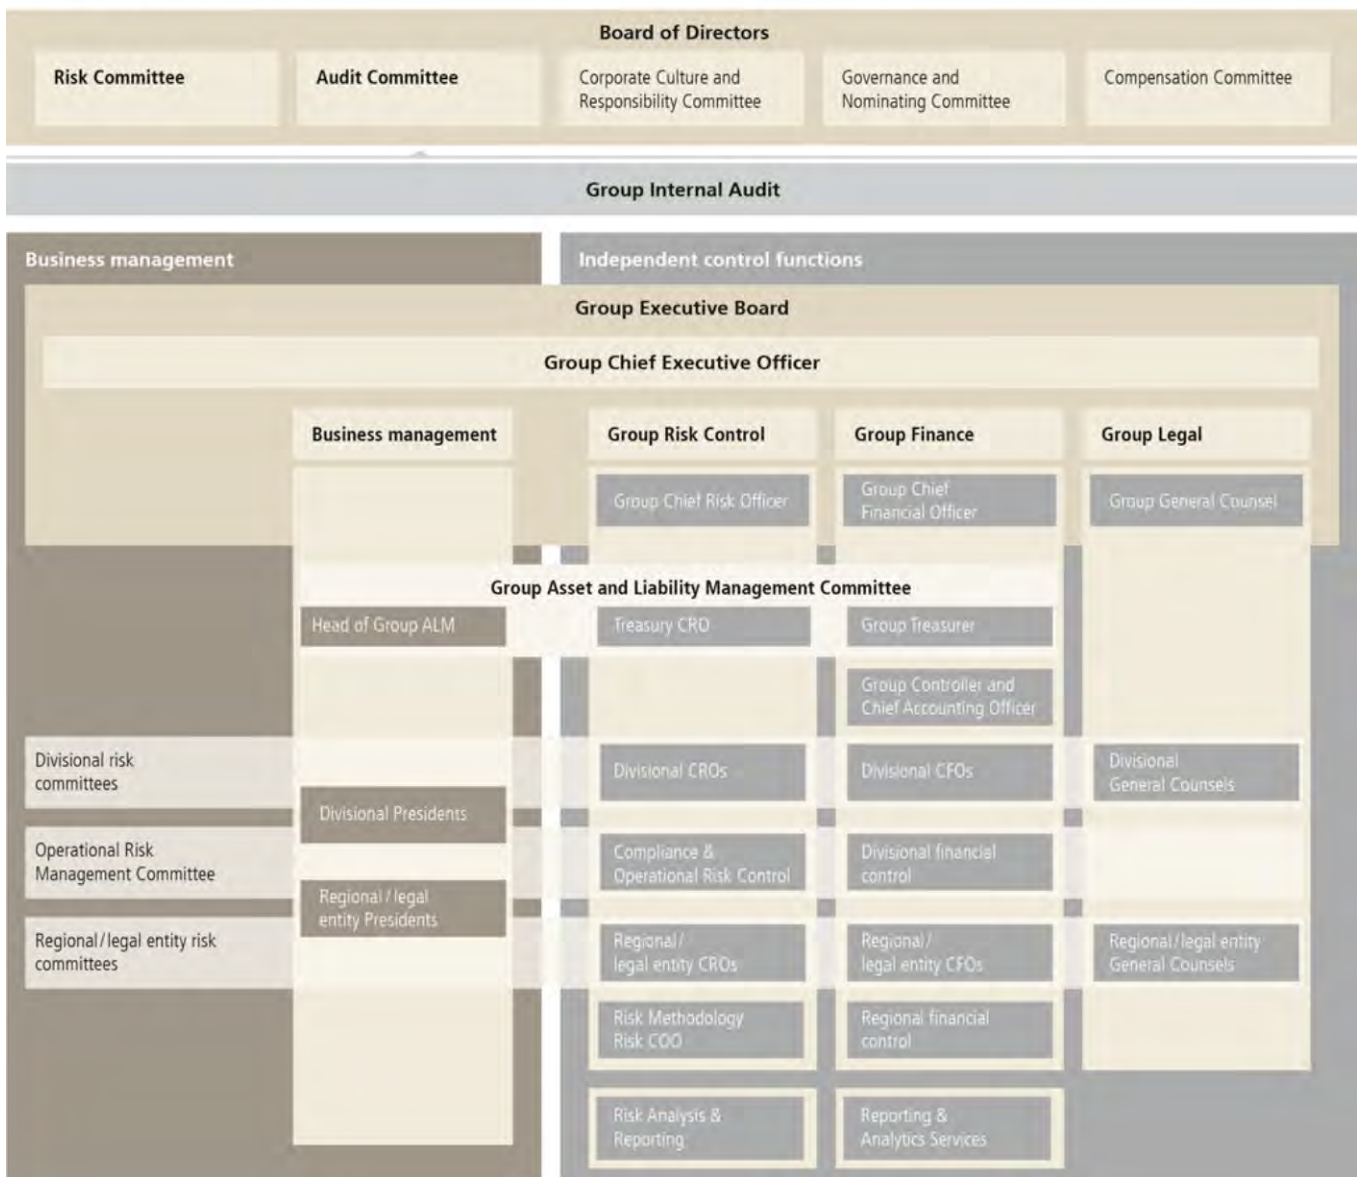 Board of Directors
Risk Committee
Audit Committee
Corporate Culture and
Responsibility Committee
Governance and
Nominating Committee
Compensation Committee
Group Internal Audit
Business management
Independent control functions
Group Executive Board
Group Chief Executive Officer
Business management
Group Risk Control
Group Finance
Group Legal
Group Chief Risk Officer
Group Chief
Financial Officer
Group General Counsel
Group Asset and Liability Management Committee
Head of Group ALM
Treasury CRO
Group Treasurer
Group Controller and
Chief Accounting Officer
Divisional risk
committees
Divisional CROs
Divisional CFOs
Divisional
General Counsels
Divisional Presidents
Operational Risk
Management Committee
Compliance &
Operational Risk Control
Divisional financial
control
Regional/legal
entity Presidents
Regional/legal entity risk
committees
Regional/
legal entity CROs
Regional/
legal entity CFOs
Regional/legal entity
General Counsels
Risk Methodology
Risk COO
Regional financial
control
Risk Analysis &
Reporting
Reporting &
Analytics Services